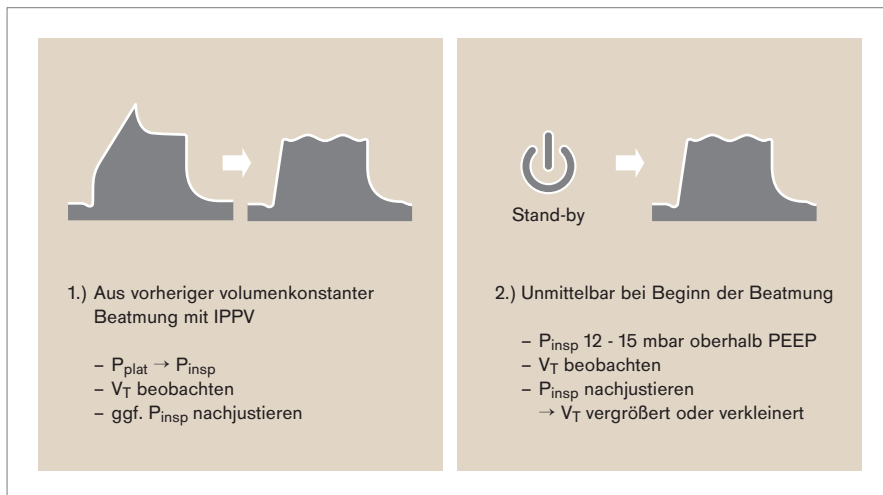 1.) Aus vorheriger volumenkonstanter
Beatmung mit IPPV
– Pplat → Pinsp
– VT beobachten
– ggf. Pinsp nachjustieren
Stand-by
2.) Unmittelbar bei Beginn der Beatmung
– Pinsp 12 - 15 mbar oberhalb PEEP
– VT beobachten
– Pinsp nachjustieren
→ VT vergrößert oder verkleinert